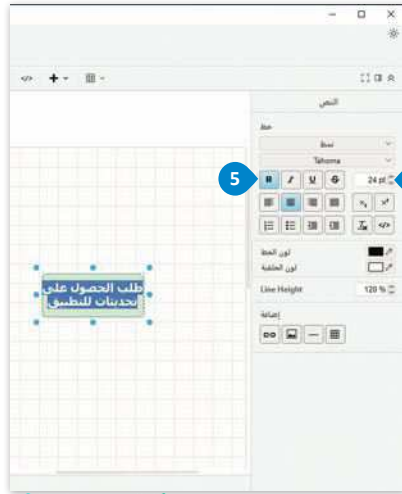 النص
خط
نمط
Tahoma
5
B I U S
24 pt
لون الخط
لون الخلفية
Line Height
120 %
إضافة
طلب الحصول على
تحديثات للتطبيق